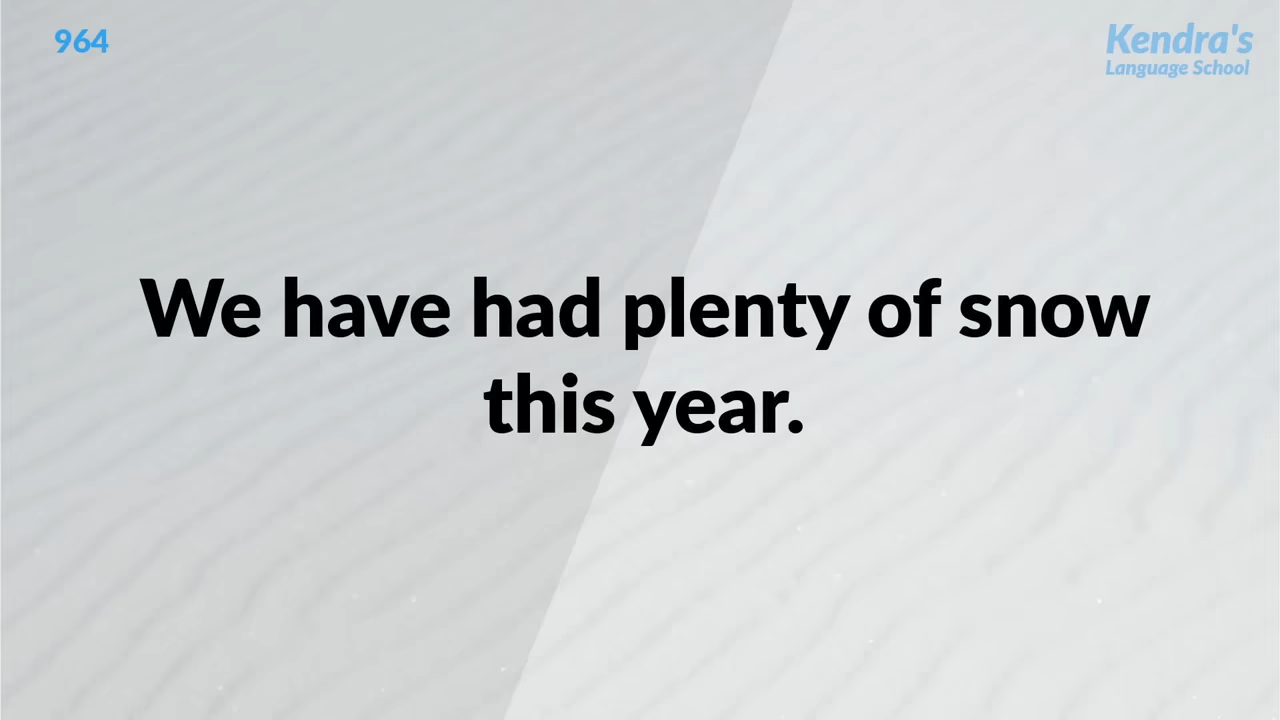 964
Kendra's
Language School
We have had plenty of snow
this year.